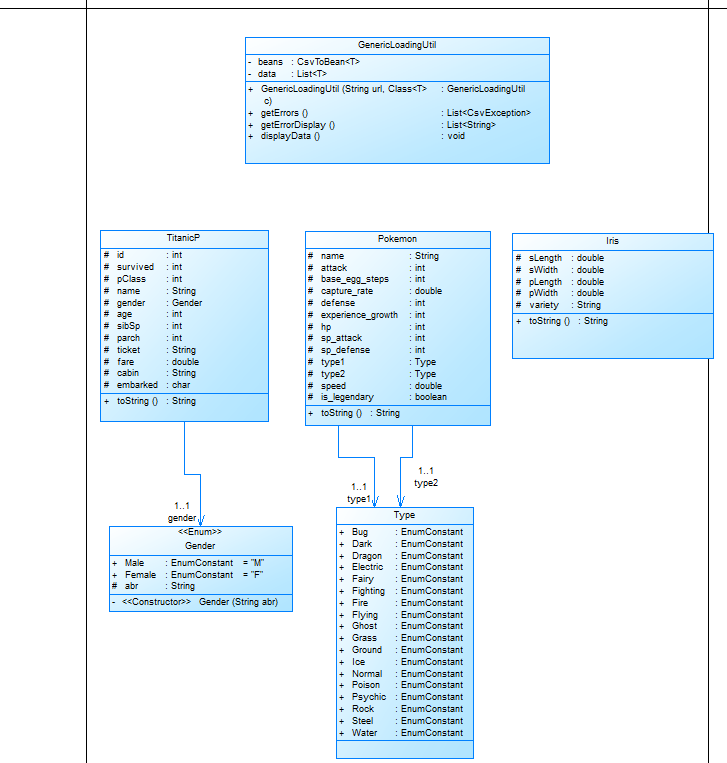 GenericLoadingUtil
- beans : CsvToBean<T>
- data : List<T>
+ GenericLoadingUtil (String url, Class<T> : GenericLoadingUtil
c)
+ getErrors () : List<CsvException>
+ getErrorDisplay () : List<String>
+ displayData () : void
TitanicP
# id : int
# survived : int
# pClass : int
# name : String
# gender : Gender
# age : int
# sibSp : int
# parch : int
# ticket : String
# fare : double
# cabin : String
# embarked : char
+ toString () : String
Pokemon
# name : String
# attack : int
# base_egg_steps : int
# capture_rate : double
# defense : int
# experience_growth : int
# hp : int
# sp_attack : int
# sp_defense : int
# type1 : Type
# type2 : Type
# speed : double
# is_legendary : boolean
+ toString () : String
Iris
# sLength : double
# sWidth : double
# pLength : double
# pWidth : double
# variety : String
+ toString () : String
1..1
gender
1..1
type1
1..1
type2
<<Enum>>
Gender
+ Male : EnumConstant = "M"
+ Female : EnumConstant = "F"
# abr : String
- <<Constructor>> Gender (String abr)
Type
+ Bug : EnumConstant
+ Dark : EnumConstant
+ Dragon : EnumConstant
+ Electric : EnumConstant
+ Fairy : EnumConstant
+ Fighting : EnumConstant
+ Fire : EnumConstant
+ Flying : EnumConstant
+ Ghost : EnumConstant
+ Grass : EnumConstant
+ Ground : EnumConstant
+ Ice : EnumConstant
+ Normal : EnumConstant
+ Poison : EnumConstant
+ Psychic : EnumConstant
+ Rock : EnumConstant
+ Steel : EnumConstant
+ Water : EnumConstant